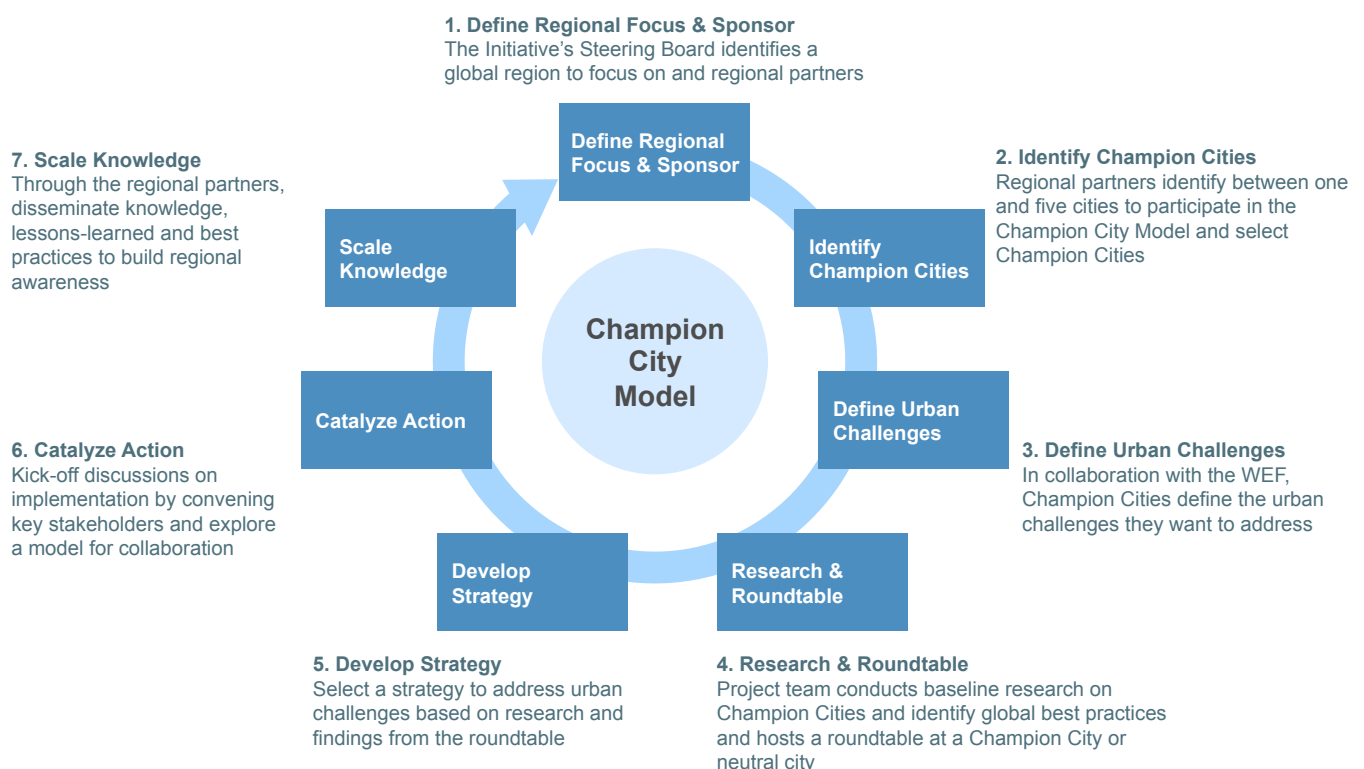 1. Define Regional Focus & Sponsor
The Initiative’s Steering Board identifies a
global region to focus on and regional partners
Define Regional
Focus & Sponsor
2. Identify Champion Cities
Regional partners identify between one
and five cities to participate in the
Champion City Model and select
Champion Cities
Identify
Champion Cities
3. Define Urban Challenges
In collaboration with the WEF,
Champion Cities define the urban
challenges they want to address
Define Urban
Challenges
4. Research & Roundtable
Project team conducts baseline research on
Champion Cities and identify global best practices
and hosts a roundtable at a Champion City or
neutral city
Research &
Roundtable
5. Develop Strategy
Select a strategy to address urban
challenges based on research and
findings from the roundtable
Develop
Strategy
6. Catalyze Action
Kick-off discussions on
implementation by convening
key stakeholders and explore
a model for collaboration
Catalyze Action
7. Scale Knowledge
Through the regional partners,
disseminate knowledge,
lessons-learned and best
practices to build regional
awareness
Scale
Knowledge
Champion
City
Model